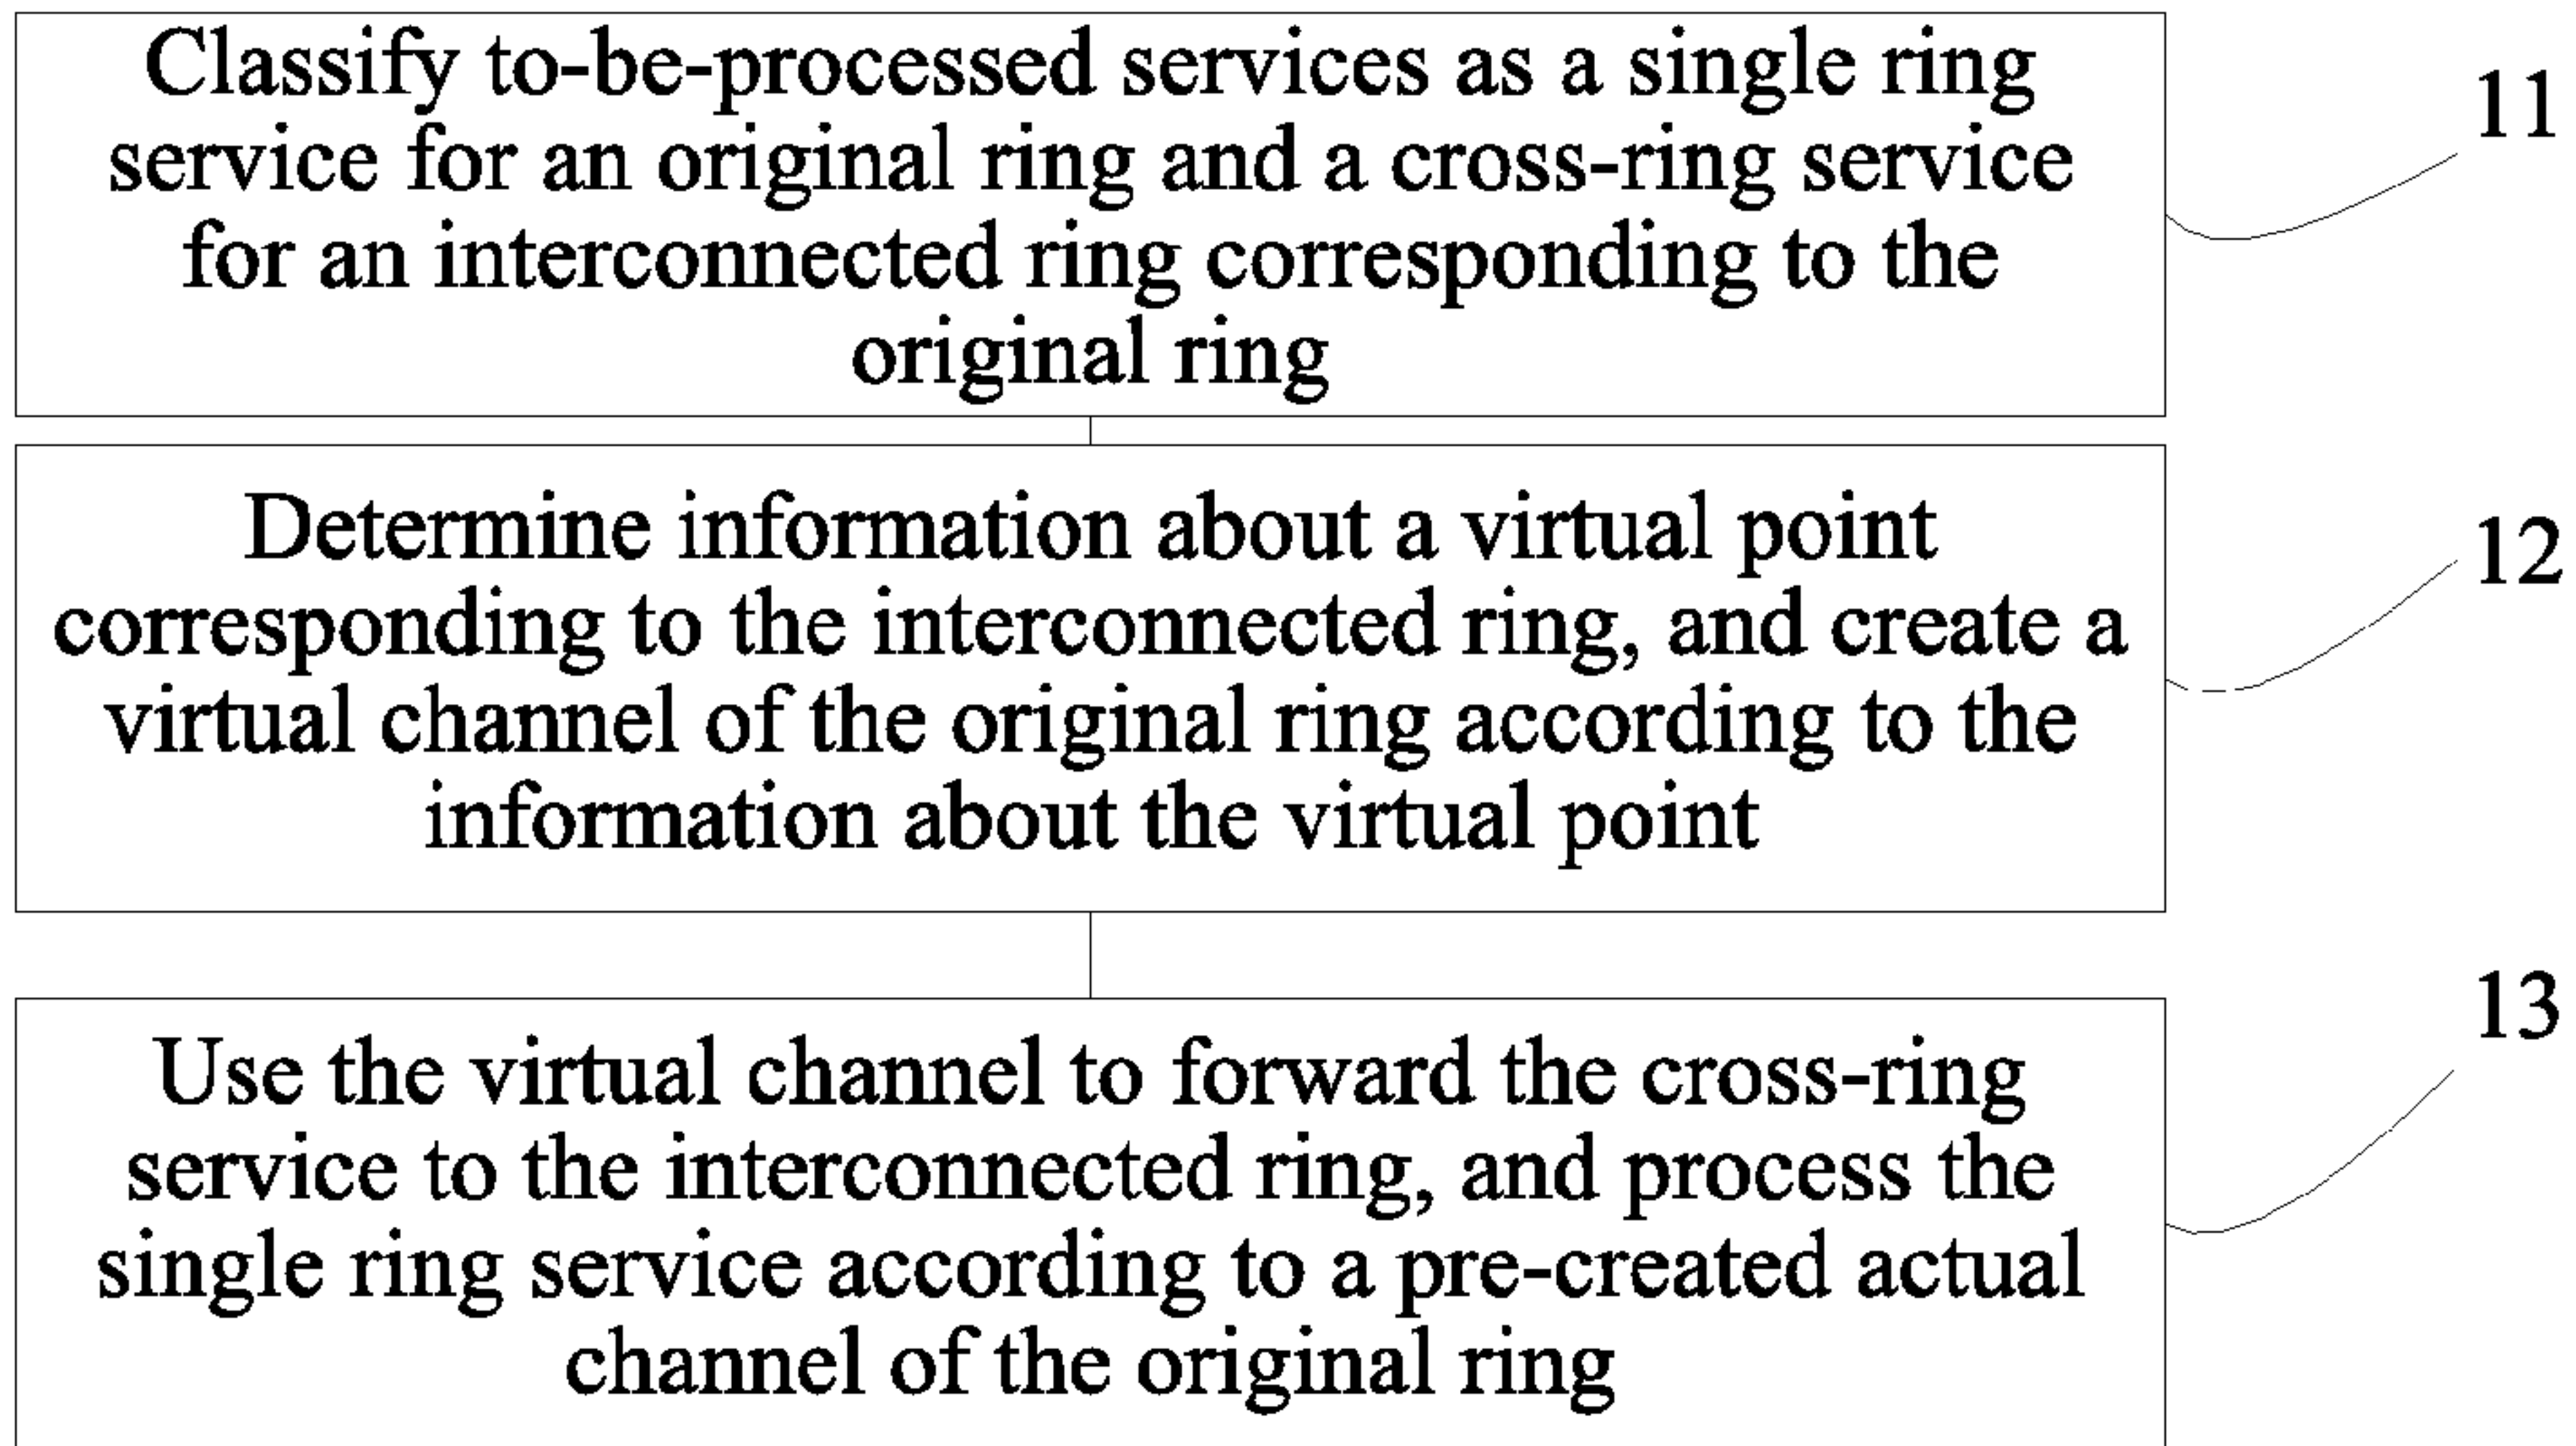 Classify to-be-processed services as a single ring
service for an original ring and a cross-ring service
for an interconnected ring corresponding to the
original ring
11
Determine information about a virtual point
corresponding to the interconnected ring, and create a
virtual channel of the original ring according to the
information about the virtual point
12
Use the virtual channel to forward the cross-ring
service to the interconnected ring, and process the
single ring service according to a pre-created actual
channel of the original ring
13